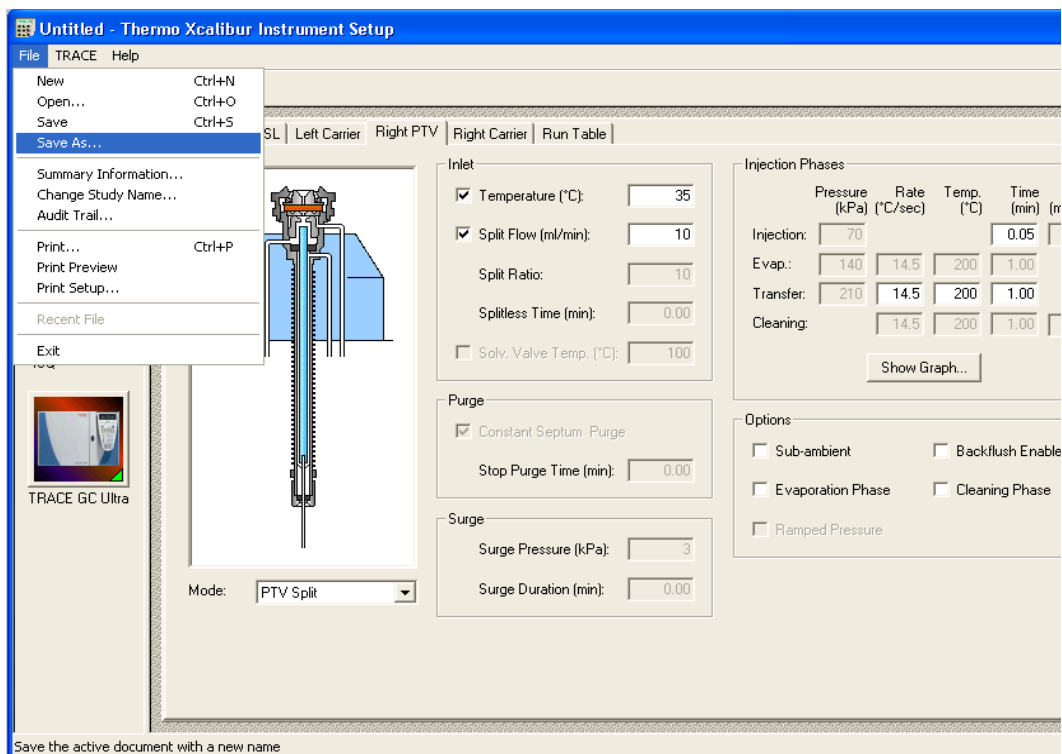 Untitled - Thermo Xcalibur Instrument Setup
File TRACE Help
New Ctrl+N
Open... Ctrl+O
Save Ctrl+S
Save As...
Summary Information...
Change Study Name...
Audit Trail...
Print... Ctrl+P
Print Preview
Print Setup...
Recent File
Exit
TRACE GC Ultra
SL Left Carrier Right PTV Right Carrier Run Table
Mode: PTV Split
Inlet
Temperature (°C): 35
Split Flow (ml/min): 10
Split Ratio: 10
Splitless Time (min): 0.00
Solv. Valve Temp. (°C): 100
Purge
Constant Septum Purge
Stop Purge Time (min): 0.00
Surge
Surge Pressure (kPa): 3
Surge Duration (min): 0.00
Injection Phases
Pressure Rate Temp. Time
(kPa) (°C/sec) (°C) (min) (m
Injection: 70 0.05
Evap.: 140 14.5 200 1.00
Transfer: 210 14.5 200 1.00
Cleaning: 14.5 200 1.00
Show Graph...
Options
Sub-ambient Backflush Enable
Evaporation Phase Cleaning Phase
Ramped Pressure
Save the active document with a new name